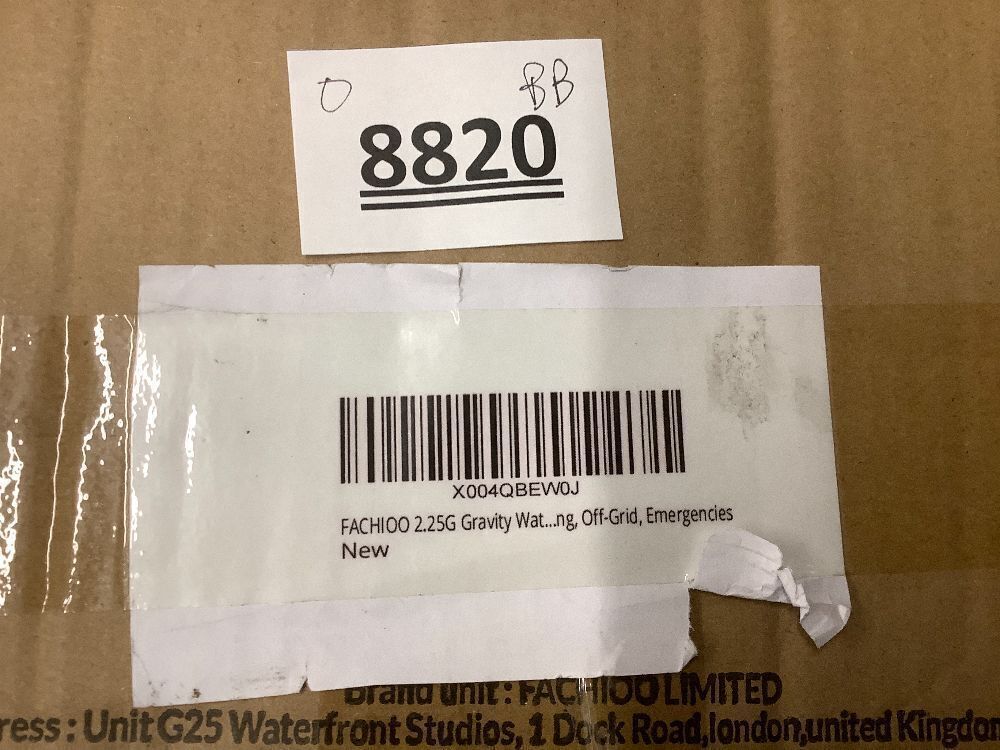 O BB
8820
X004QBEW0J
FACHIOO 2.25G Gravity Wat...ng, Off-Grid, Emergencies
New
Brand unit : FACHIOO LIMITED
ress : Unit G25 Waterfront Studios, 1 Dock Road,london,united Kingdon